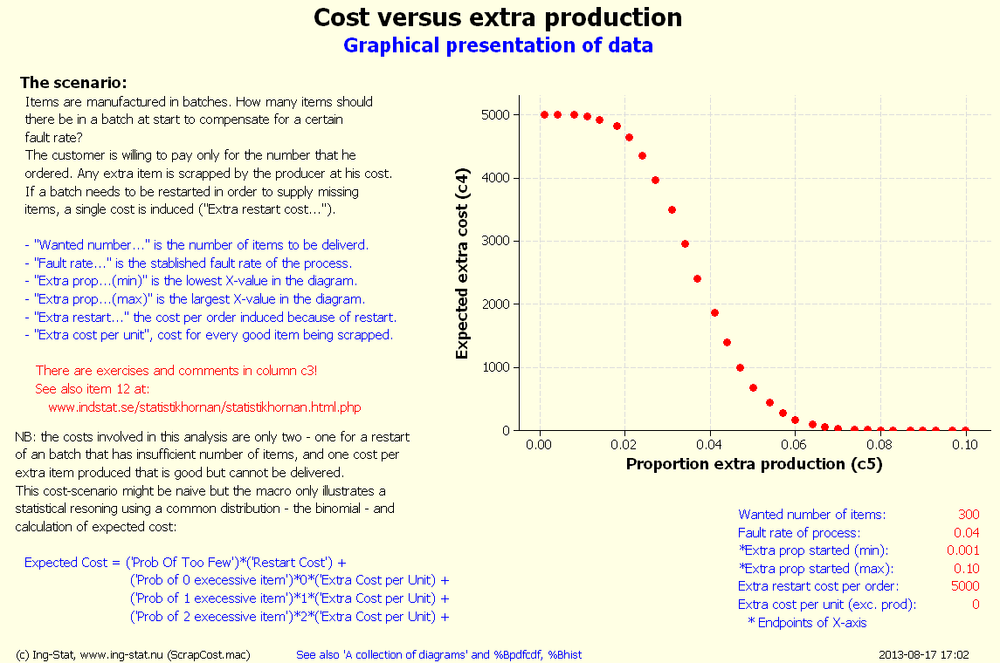 Cost versus extra production
Graphical presentation of data
The scenario:
Items are manufactured in batches. How many items should
there be in a batch at start to compensate for a certain
fault rate?
The customer is willing to pay only for the number that he
ordered. Any extra item is scrapped by the producer at his cost.
If a batch needs to be restarted in order to supply missing
items, a single cost is induced ("Extra restart cost...").
- "Wanted number..." is the number of items to be deliverd.
- "Fault rate..." is the stablished fault rate of the process.
- "Extra prop...(min)" is the lowest X-value in the diagram.
- "Extra prop...(max)" is the largest X-value in the diagram.
- "Extra restart..." the cost per order induced because of restart.
- "Extra cost per unit", cost for every good item being scrapped.
There are exercises and comments in column c3!
See also item 12 at:
www.indstat.se/statistikhornan/statistikhornan.html.php
NB: the costs involved in this analysis are only two - one for a restart
of an batch that has insufficient number of items, and one cost per
extra item produced that is good but cannot be delivered.
This cost-scenario might be naive but the macro only illustrates a
statistical resoning using a common distribution - the binomial - and
calculation of expected cost:
Expected Cost = ('Prob Of Too Few')*('Restart Cost') +
('Prob of 0 execessive item')*0*('Extra Cost per Unit) +
('Prob of 1 execessive item')*1*('Extra Cost per Unit) +
('Prob of 2 execessive item')*2*('Extra Cost per Unit) +
Expected extra cost (c4)
5000
4000
3000
2000
1000
0
0.00 0.02 0.04 0.06 0.08 0.10
Proportion extra production (c5)
Wanted number of items: 300
Fault rate of process: 0.04
*Extra prop started (min): 0.001
*Extra prop started (max): 0.10
Extra restart cost per order: 5000
Extra cost per unit (exc. prod): 0
* Endpoints of X-axis
(c) Ing-Stat, www.ing-stat.nu (ScrapCost.mac) See also 'A collection of diagrams' and %Bpdfcdf, %Bhist 2013-08-17 17:02